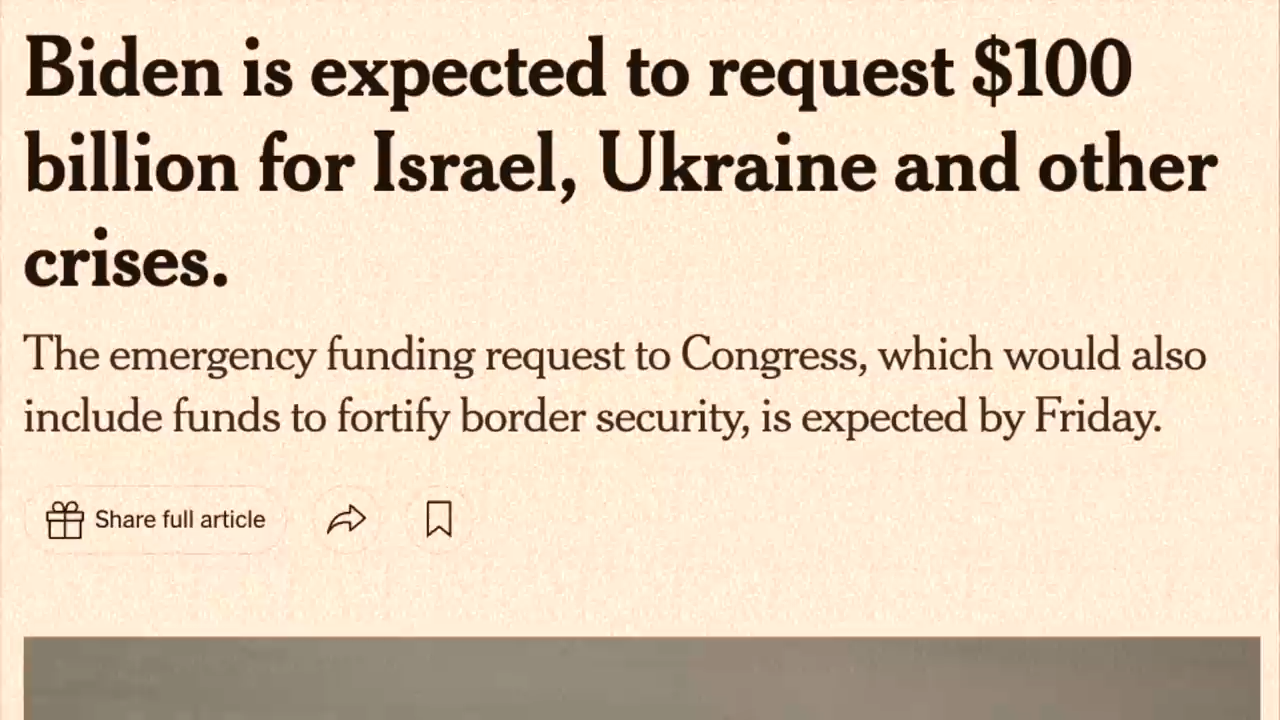 Biden is expected to request $100
billion for Israel, Ukraine and other
crises.
The emergency funding request to Congress, which would also
include funds to fortify border security, is expected by Friday.
Share full article